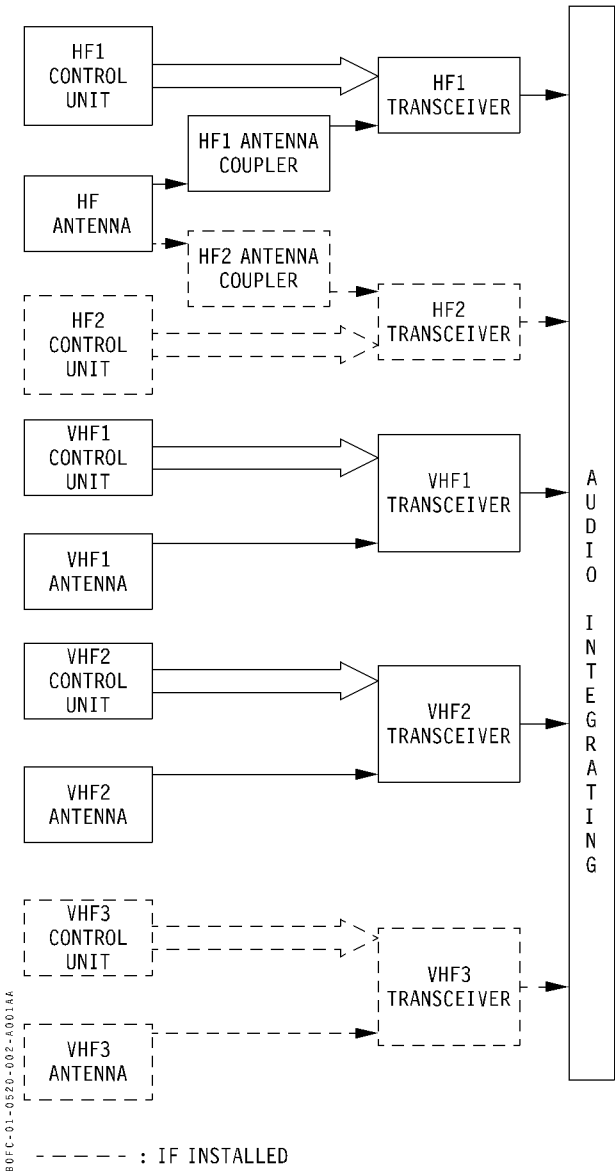 HF1
CONTROL
UNIT
HF1
TRANSCEIVER
HF1 ANTENNA
COUPLER
HF
ANTENNA
HF2 ANTENNA
COUPLER
HF2
CONTROL
UNIT
HF2
TRANSCEIVER
VHF1
CONTROL
UNIT
VHF1
TRANSCEIVER
VHF1
ANTENNA
VHF2
CONTROL
UNIT
VHF2
TRANSCEIVER
VHF2
ANTENNA
VHF3
CONTROL
UNIT
VHF3
TRANSCEIVER
VHF3
ANTENNA
AUDIO INTEGRATING
BOFC-01-0520-002-A001AA
: IF INSTALLED